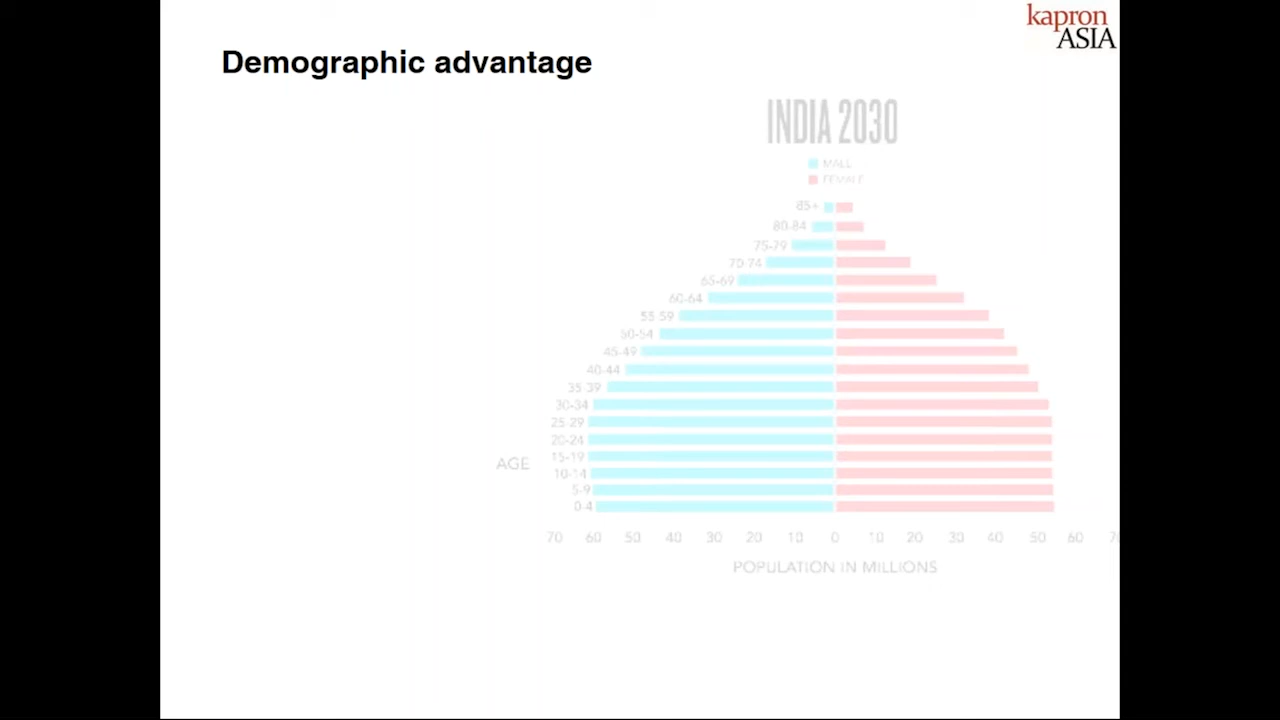 kapron
ASIA
Demographic advantage
INDIA 2030
MALE
FEMALE
85+
80-84
75-79
70-74
65-69
60-64
55-59
50-54
45-49
40-44
35-39
30-34
25-29
20-24
15-19
10-14
5-9
0-4
AGE
70 60 50 40 30 20 10 0 10 20 30 40 50 60
POPULATION IN MILLIONS